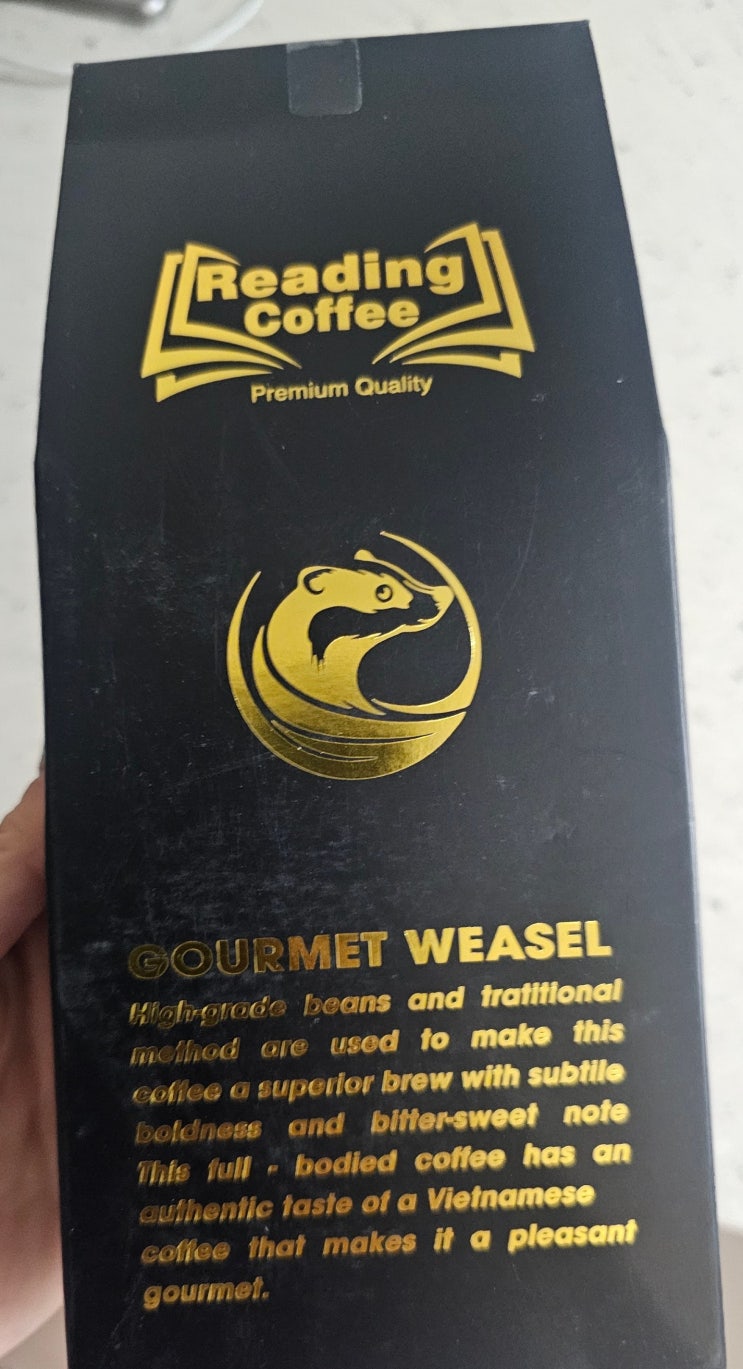 Reading
Coffee
Premium Quality
GOURMET WEASEL
High-grade beans and tratitional
method are used to make this
coffee a superior brew with subtile
boldness and bitter-sweet note
This full - bodied coffee has an
authentic taste of a Vietnamese
coffee that makes it a pleasant
gourmet.